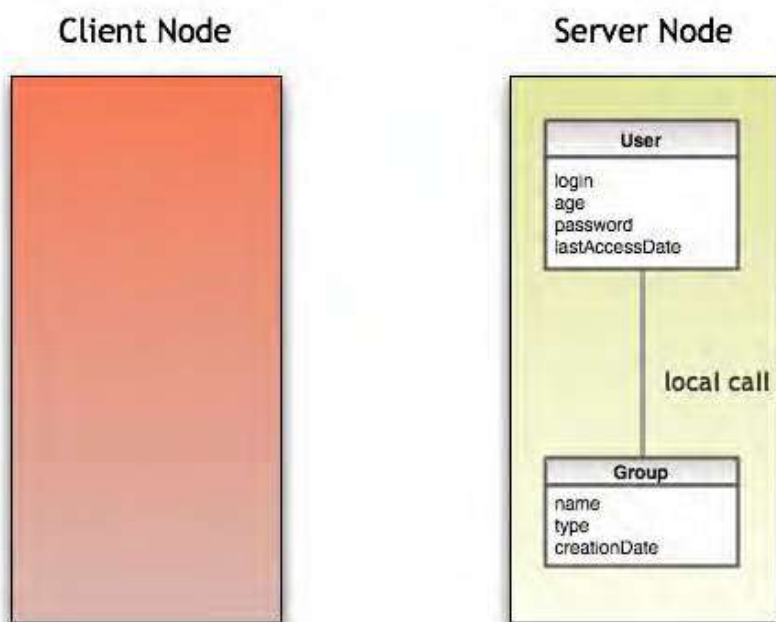 Client Node
Server Node
User
login
age
password
lastAccessDate
local call
Group
name
type
creationDate